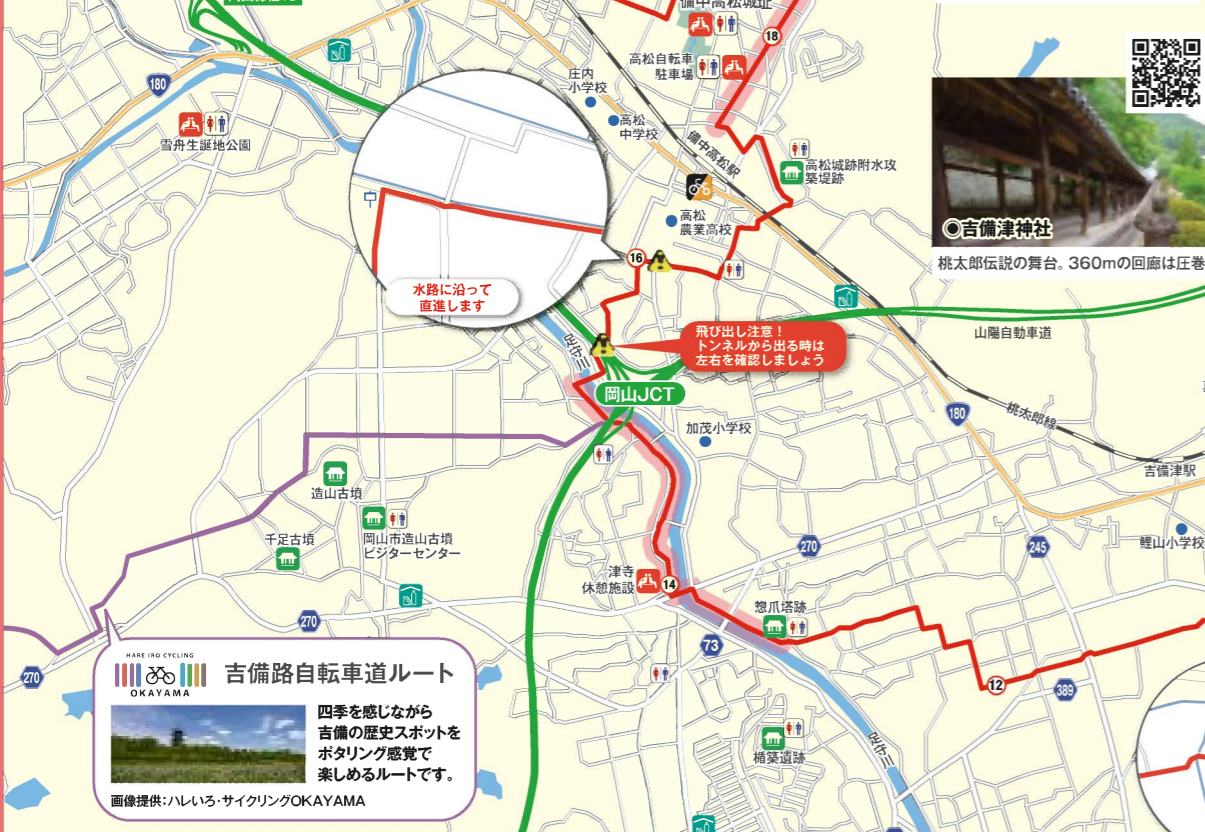 備中高松城址
18
高松自転車
駐車場
庄内
小学校
高松
中学校
180
雪舟生誕地公園
備中高松駅
高松城跡附水攻
築堤跡
高松
農業高校
16
◎吉備津神社
桃太郎伝説の舞台。360mの回廊は圧巻
水路に沿って
直進します
足守川
飛び出し注意！
トンネルから出る時は
左右を確認しましょう
山陽自動車道
岡山JCT
180
桃太郎線
加茂小学校
吉備津駅
造山古墳
千足古墳
岡山市造山古墳
ビジターセンター
270
245
鯉山小学校
津寺
休憩施設
14
惣爪塔跡
270
73
270
12
389
HARE IRO CYCLING
OKAYAMA
吉備路自転車道ルート
四季を感じながら
吉備の歴史スポットを
ポタリング感覚で
楽しめるルートです。
画像提供：ハレいろ・サイクリングOKAYAMA
楯築遺跡
足守川